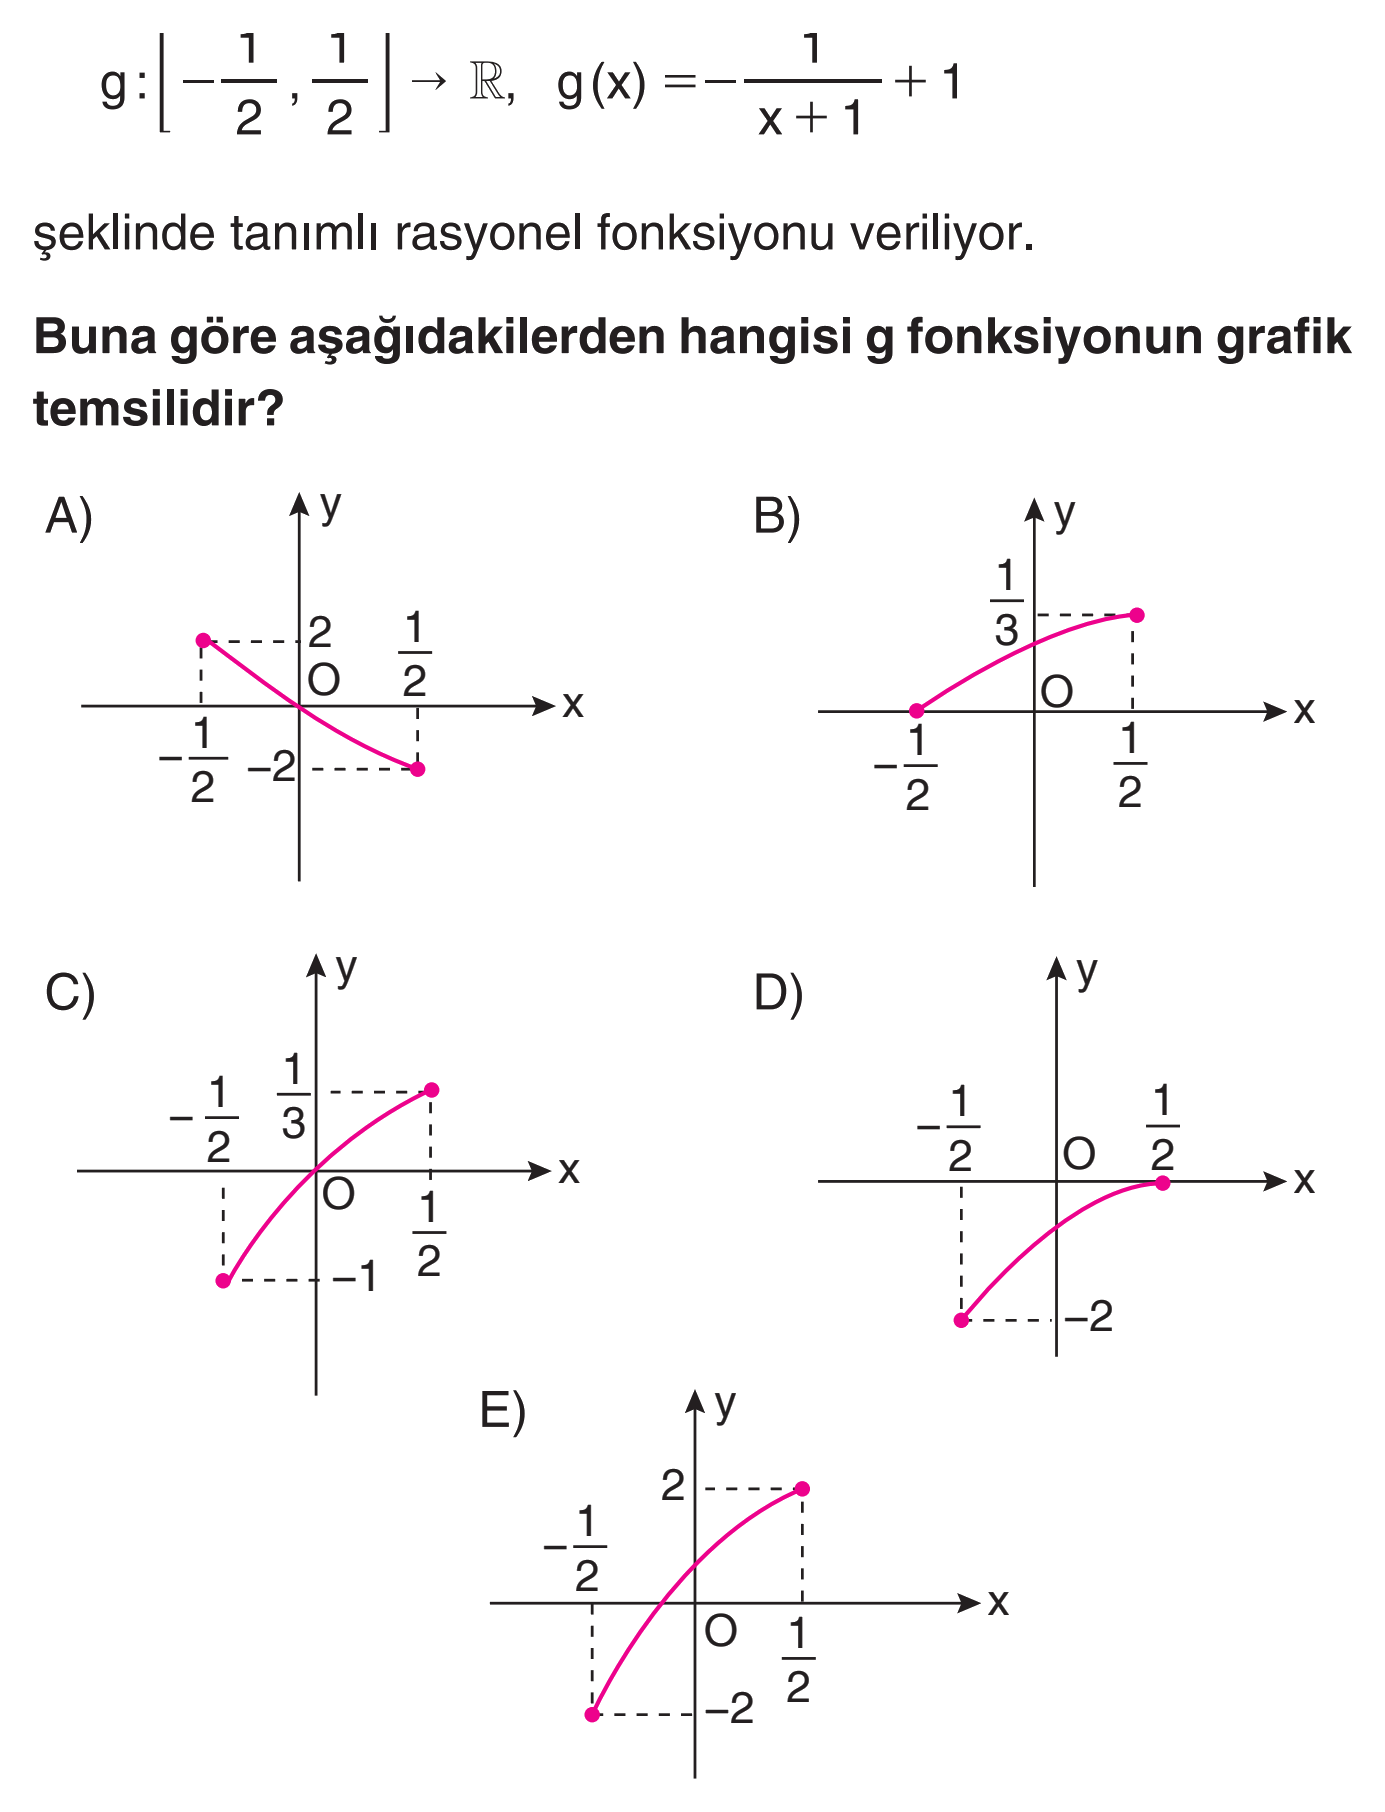 g:[-1/2, 1/2] → ℝ, g(x) = -1/(x+1) + 1
şeklinde tanımlı rasyonel fonksiyonu veriliyor.
Buna göre aşağıdakilerden hangisi g fonksiyonun grafik
temsilidir?
A)
y
2
1/2
O
x
-1/2
-2
B)
y
1/3
O
x
-1/2
1/2
C)
y
-1/2
1/3
x
O
1/2
-1
D)
y
-1/2
O
1/2
x
-2
E)
y
2
-1/2
x
O
1/2
-2